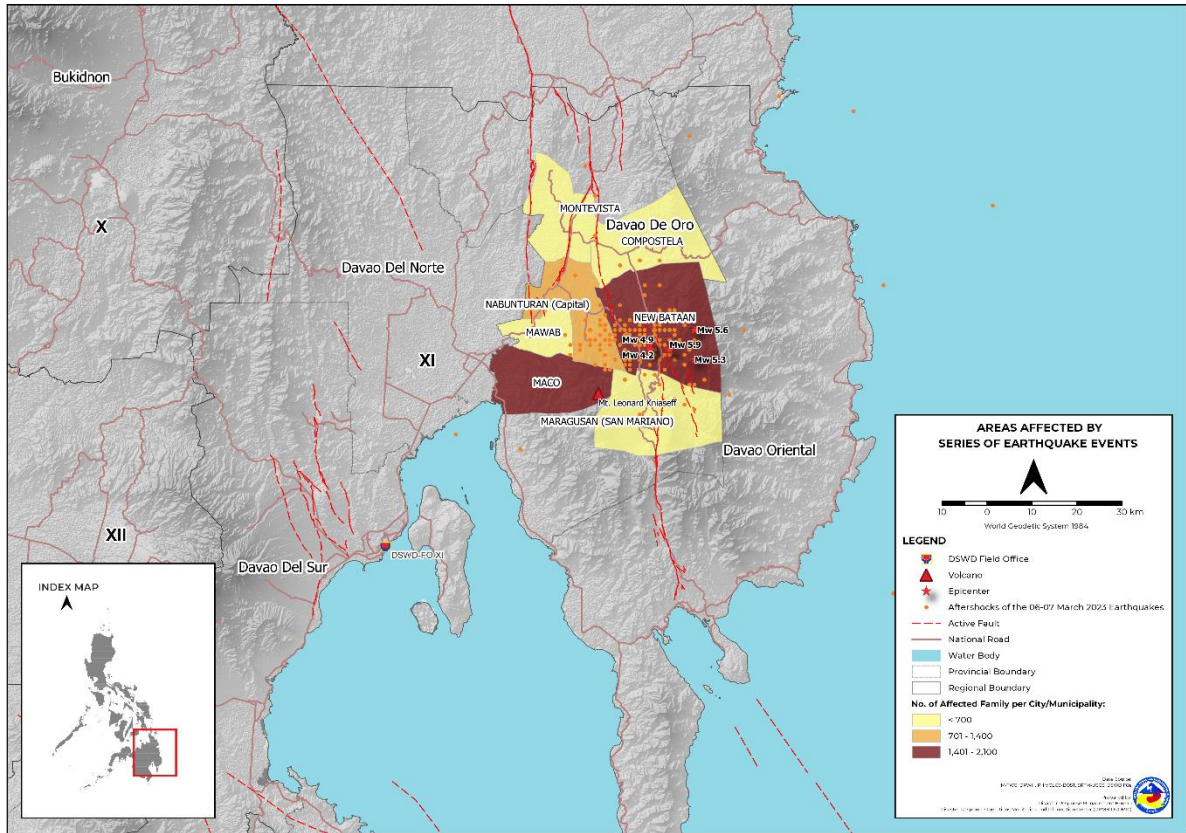 Bukidnon
X
Davao Del Norte
XI
XII
Davao Del Sur
DSWD-FO XI
MONTEVISTA
Davao De Oro
COMPOSTELA
NABUNTURAN (Capital)
NEW BATAAN
MAWAB
Mw 5.6
Mw 4.9
Mw 5.9
Mw 4.2
Mw 5.3
MACO
Mt. Leonard Kniaseff
MARAGUSAN (SAN MARIANO)
Davao Oriental
INDEX MAP
AREAS AFFECTED BY
SERIES OF EARTHQUAKE EVENTS
10 0 10 20 30 km
World Geodetic System 1984
LEGEND
DSWD Field Office
Volcano
Epicenter
Aftershocks of the 06-07 March 2023 Earthquakes
Active Fault
National Road
Water Body
Provincial Boundary
Regional Boundary
No. of Affected Family per City/Municipality:
< 700
701 - 1,400
1,401 - 2,100
Data Source: